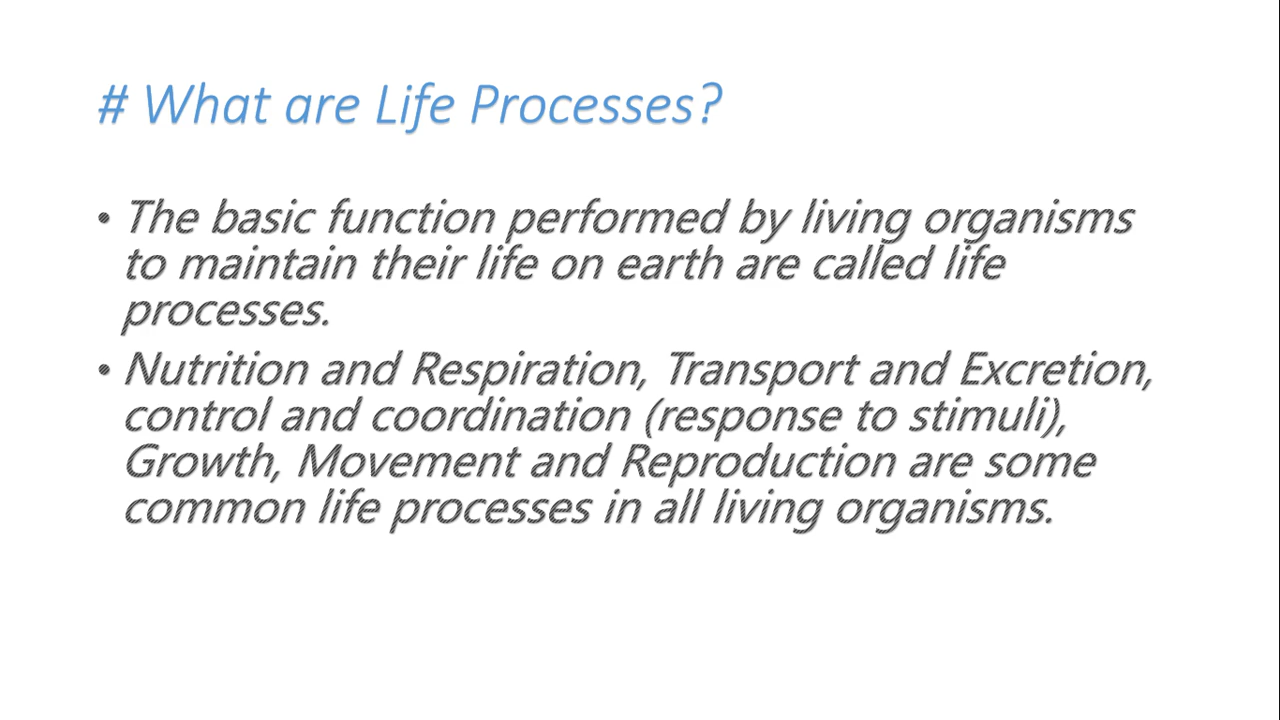 # What are Life Processes?
• The basic function performed by living organisms
to maintain their life on earth are called life
processes.
• Nutrition and Respiration, Transport and Excretion,
control and coordination (response to stimuli),
Growth, Movement and Reproduction are some
common life processes in all living organisms.